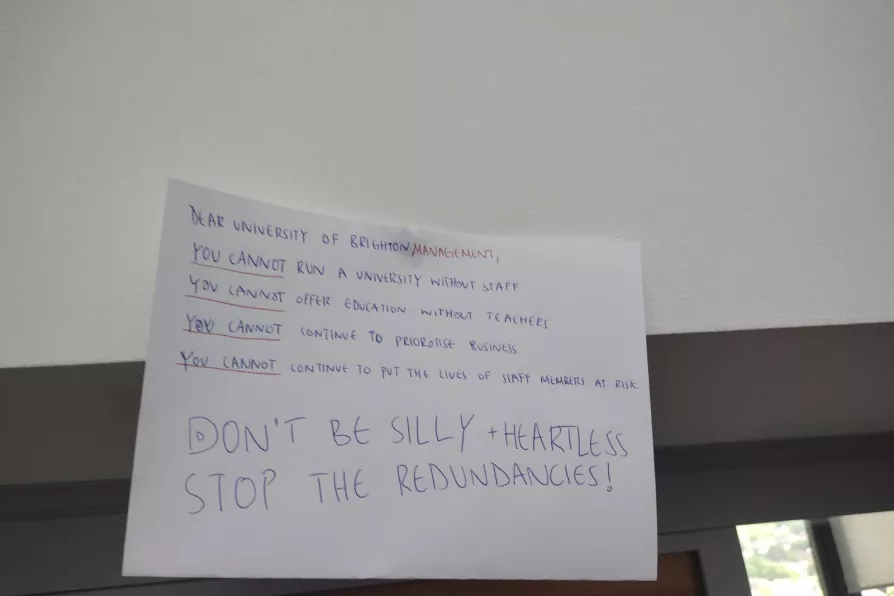 DEAR UNIVERSITY OF BRIGHTON, MANAGEMENT,
YOU CANNOT RUN A UNIVERSITY WITHOUT STAFF
YOU CANNOT OFFER EDUCATION WITHOUT TEACHERS
YOU CANNOT CONTINUE TO PRIOROTISE BUSINESS
YOU CANNOT CONTINUE TO PUT THE LIVES OF STAFF MEMBERS AT RISK
DON'T BE SILLY + HEARTLESS
STOP THE REDUNDANCIES!